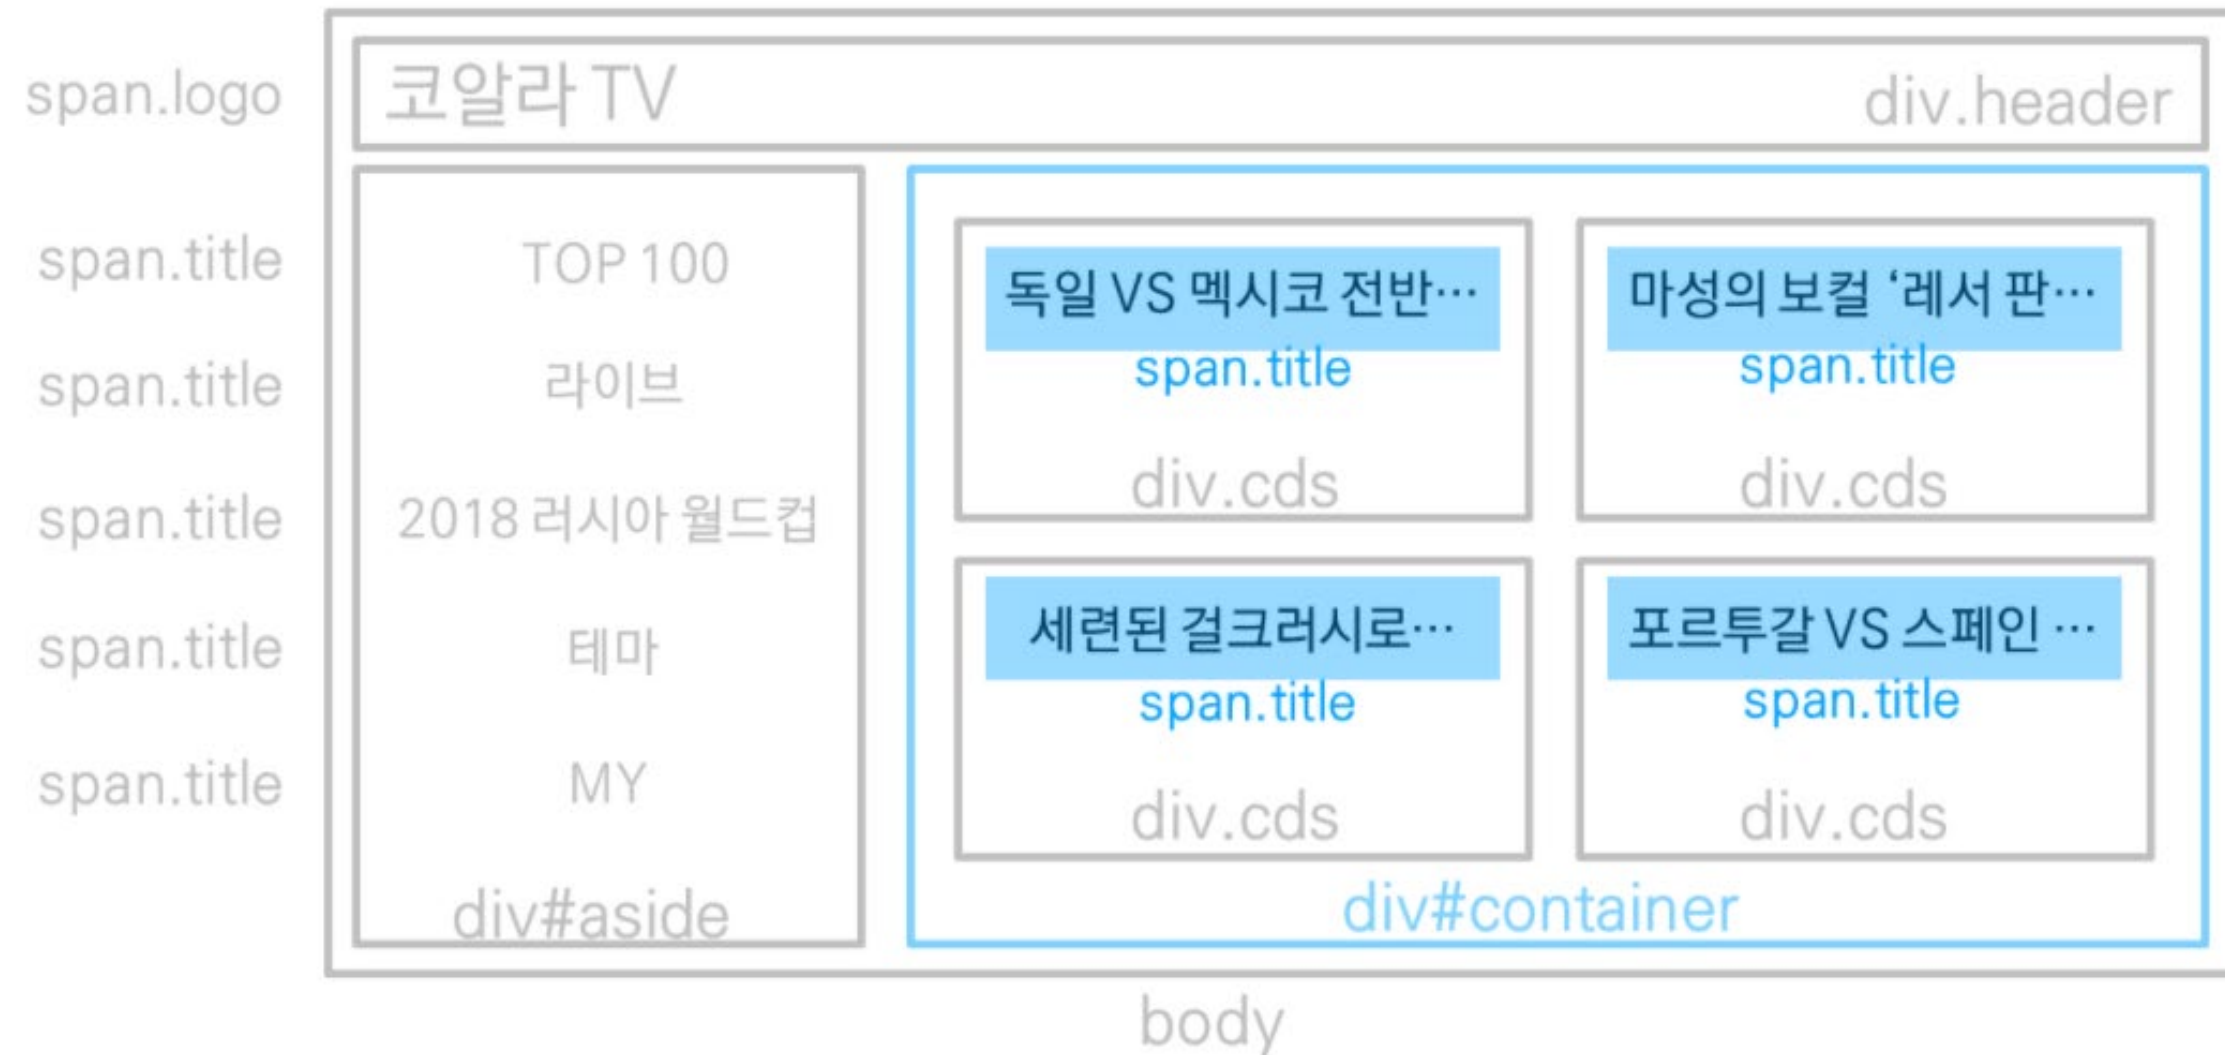 span.logo 코알라 TV div.header
span.title TOP 100
span.title 라이브
span.title 2018 러시아 월드컵
span.title 테마
span.title MY
div#aside
독일 VS 멕시코 전반…
span.title
div.cds
마성의 보컬 ‘레서 판…
span.title
div.cds
세련된 걸크러시로…
span.title
div.cds
포르투갈 VS 스페인 …
span.title
div.cds
div#container
body